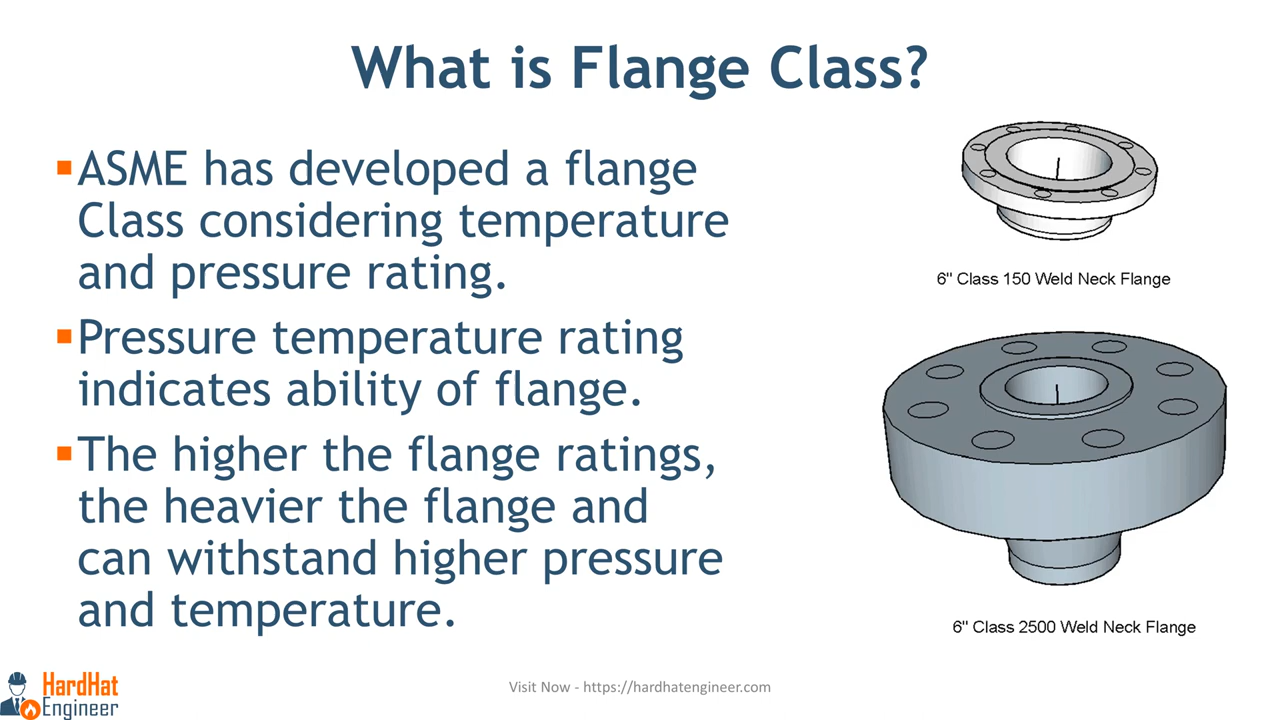 What is Flange Class?
ASME has developed a flange
Class considering temperature
and pressure rating.
Pressure temperature rating
indicates ability of flange.
The higher the flange ratings,
the heavier the flange and
can withstand higher pressure
and temperature.
6" Class 150 Weld Neck Flange
6" Class 2500 Weld Neck Flange
HardHat
Engineer
Visit Now - https://hardhatengineer.com